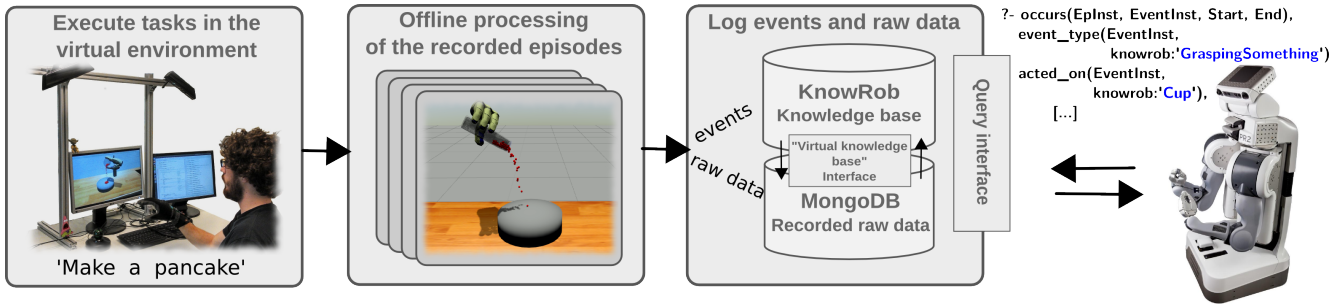 Execute tasks in the
virtual environment
'Make a pancake'
Offline processing
of the recorded episodes
Log events and raw data
events
raw data
KnowRob
Knowledge base
"Virtual knowledge
base"
Interface
MongoDB
Recorded raw data
Query interface
?- occurs(EpInst, EventInst, Start, End),
event_type(EventInst,
knowrob:'GraspingSomething')
acted_on(EventInst,
knowrob:'Cup'),
[...]
PR2